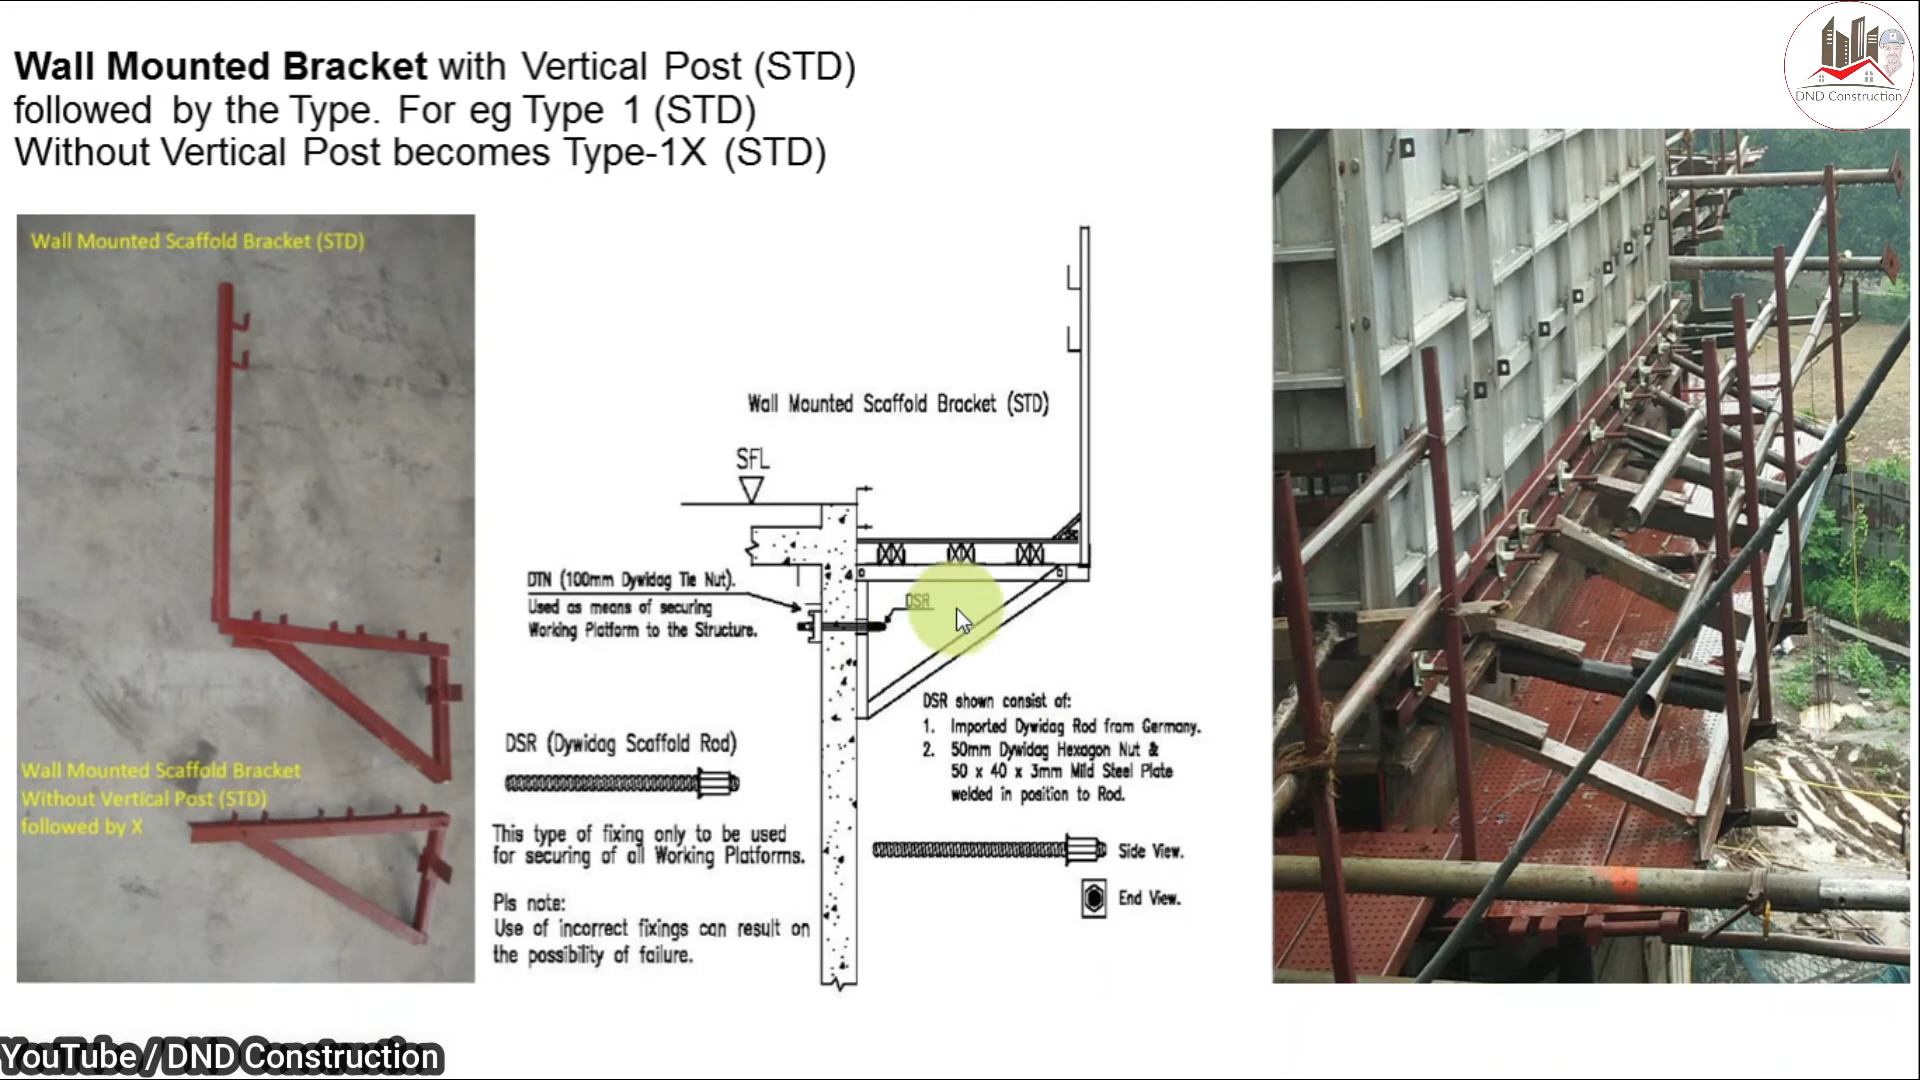 Wall Mounted Bracket with Vertical Post (STD)
followed by the Type. For eg Type 1 (STD)
Without Vertical Post becomes Type-1X (STD)
DND Construction
Wall Mounted Scaffold Bracket (STD)
Wall Mounted Scaffold Bracket
Without Vertical Post (STD)
followed by X
Wall Mounted Scaffold Bracket (STD)
SFL
DTN (100mm Dywidag Tie Nut).
Used as means of securing
Working Platform to the Structure.
DSR
DSR (Dywidag Scaffold Rod)
This type of fixing only to be used
for securing of all Working Platforms.
Pls note:
Use of incorrect fixings can result on
the possibility of failure.
DSR shown consist of:
1. Imported Dywidag Rod from Germany.
2. 50mm Dywidag Hexagon Nut &
50 x 40 x 3mm Mild Steel Plate
welded in position to Rod.
Side View.
End View.
YouTube/DND Construction